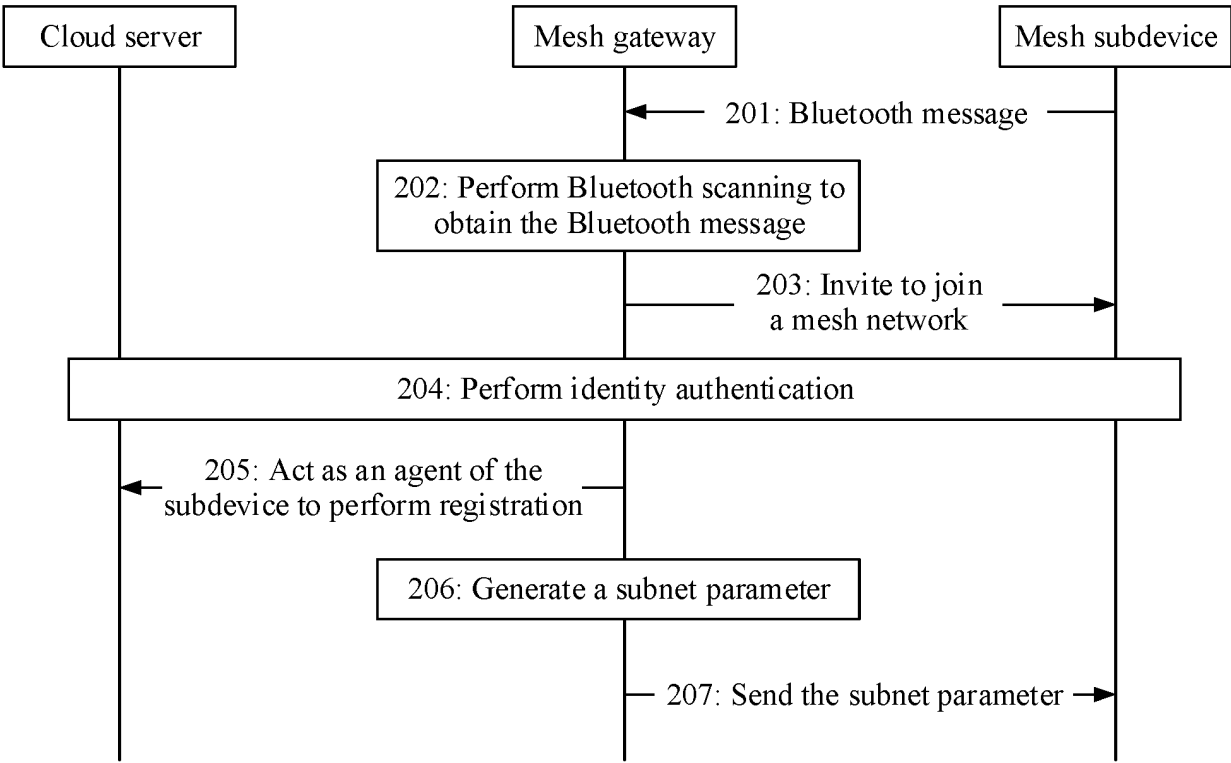 Cloud server
Mesh gateway
Mesh subdevice
201: Bluetooth message
202: Perform Bluetooth scanning to
obtain the Bluetooth message
203: Invite to join
a mesh network
204: Perform identity authentication
205: Act as an agent of the
subdevice to perform registration
206: Generate a subnet parameter
207: Send the subnet parameter